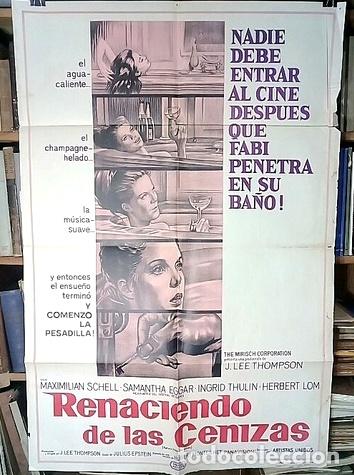 NADIE
DEBE
ENTRAR
AL CINE
DESPUES
QUE
FABI
PENETRA
EN SU
BAÑO!
el
agua-
caliente...
el
champagne-
helado...
la
música-
suave...
y entonces
el ensueño
terminó
y
COMENZO
LA
PESADILLA!
THE MIRISCH CORPORATION
J. LEE THOMPSON
MAXIMILIAN SCHELL · SAMANTHA EGGAR · INGRID THULIN · HERBERT LOM
Renaciendo
de las Cenizas
J. LEE THOMPSON
JULIUS EPSTEIN
PANAVISION
ARTISTAS UNIDOS
todocoleccion